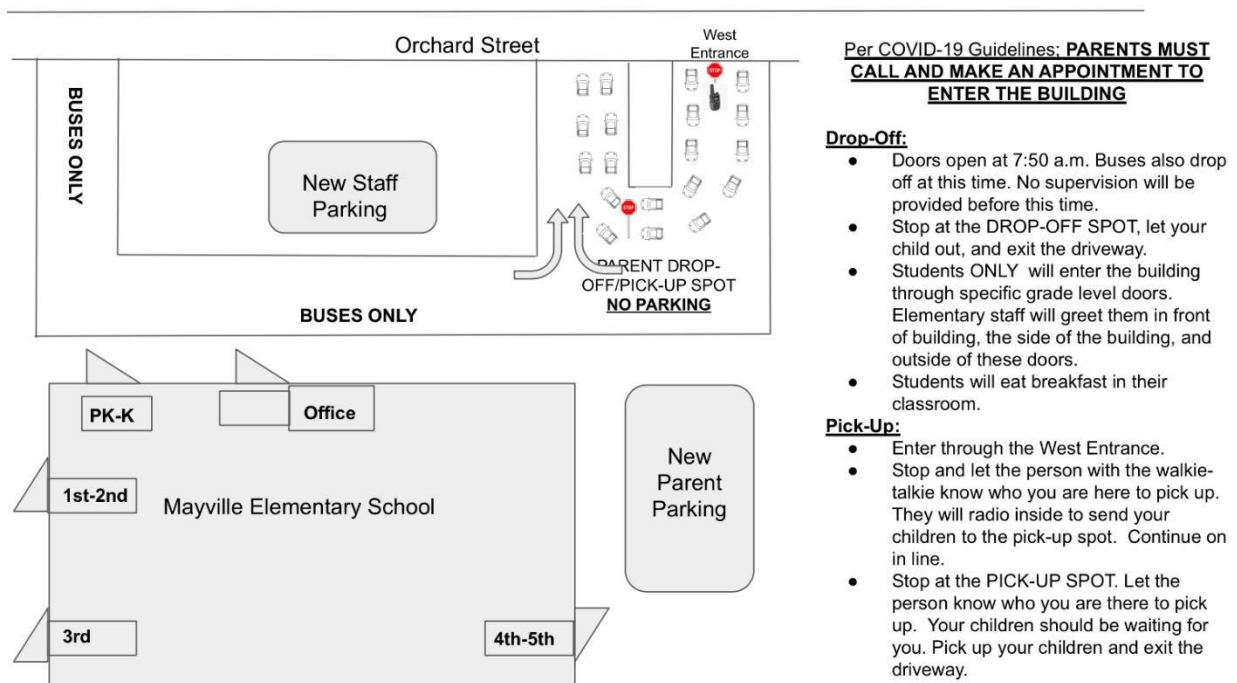 Orchard Street
West
Entrance
STOP
BUSES ONLY
New Staff
Parking
STOP
PARENT DROP-
OFF/PICK-UP SPOT
NO PARKING
BUSES ONLY
PK-K
Office
1st-2nd
Mayville Elementary School
New
Parent
Parking
3rd
4th-5th
Per COVID-19 Guidelines; PARENTS MUST
CALL AND MAKE AN APPOINTMENT TO
ENTER THE BUILDING
Drop-Off:
● Doors open at 7:50 a.m. Buses also drop
off at this time. No supervision will be
provided before this time.
● Stop at the DROP-OFF SPOT, let your
child out, and exit the driveway.
● Students ONLY will enter the building
through specific grade level doors.
Elementary staff will greet them in front
of building, the side of the building, and
outside of these doors.
● Students will eat breakfast in their
classroom.
Pick-Up:
● Enter through the West Entrance.
● Stop and let the person with the walkie-
talkie know who you are here to pick up.
They will radio inside to send your
children to the pick-up spot. Continue on
in line.
● Stop at the PICK-UP SPOT. Let the
person know who you are there to pick
up. Your children should be waiting for
you. Pick up your children and exit the
driveway.